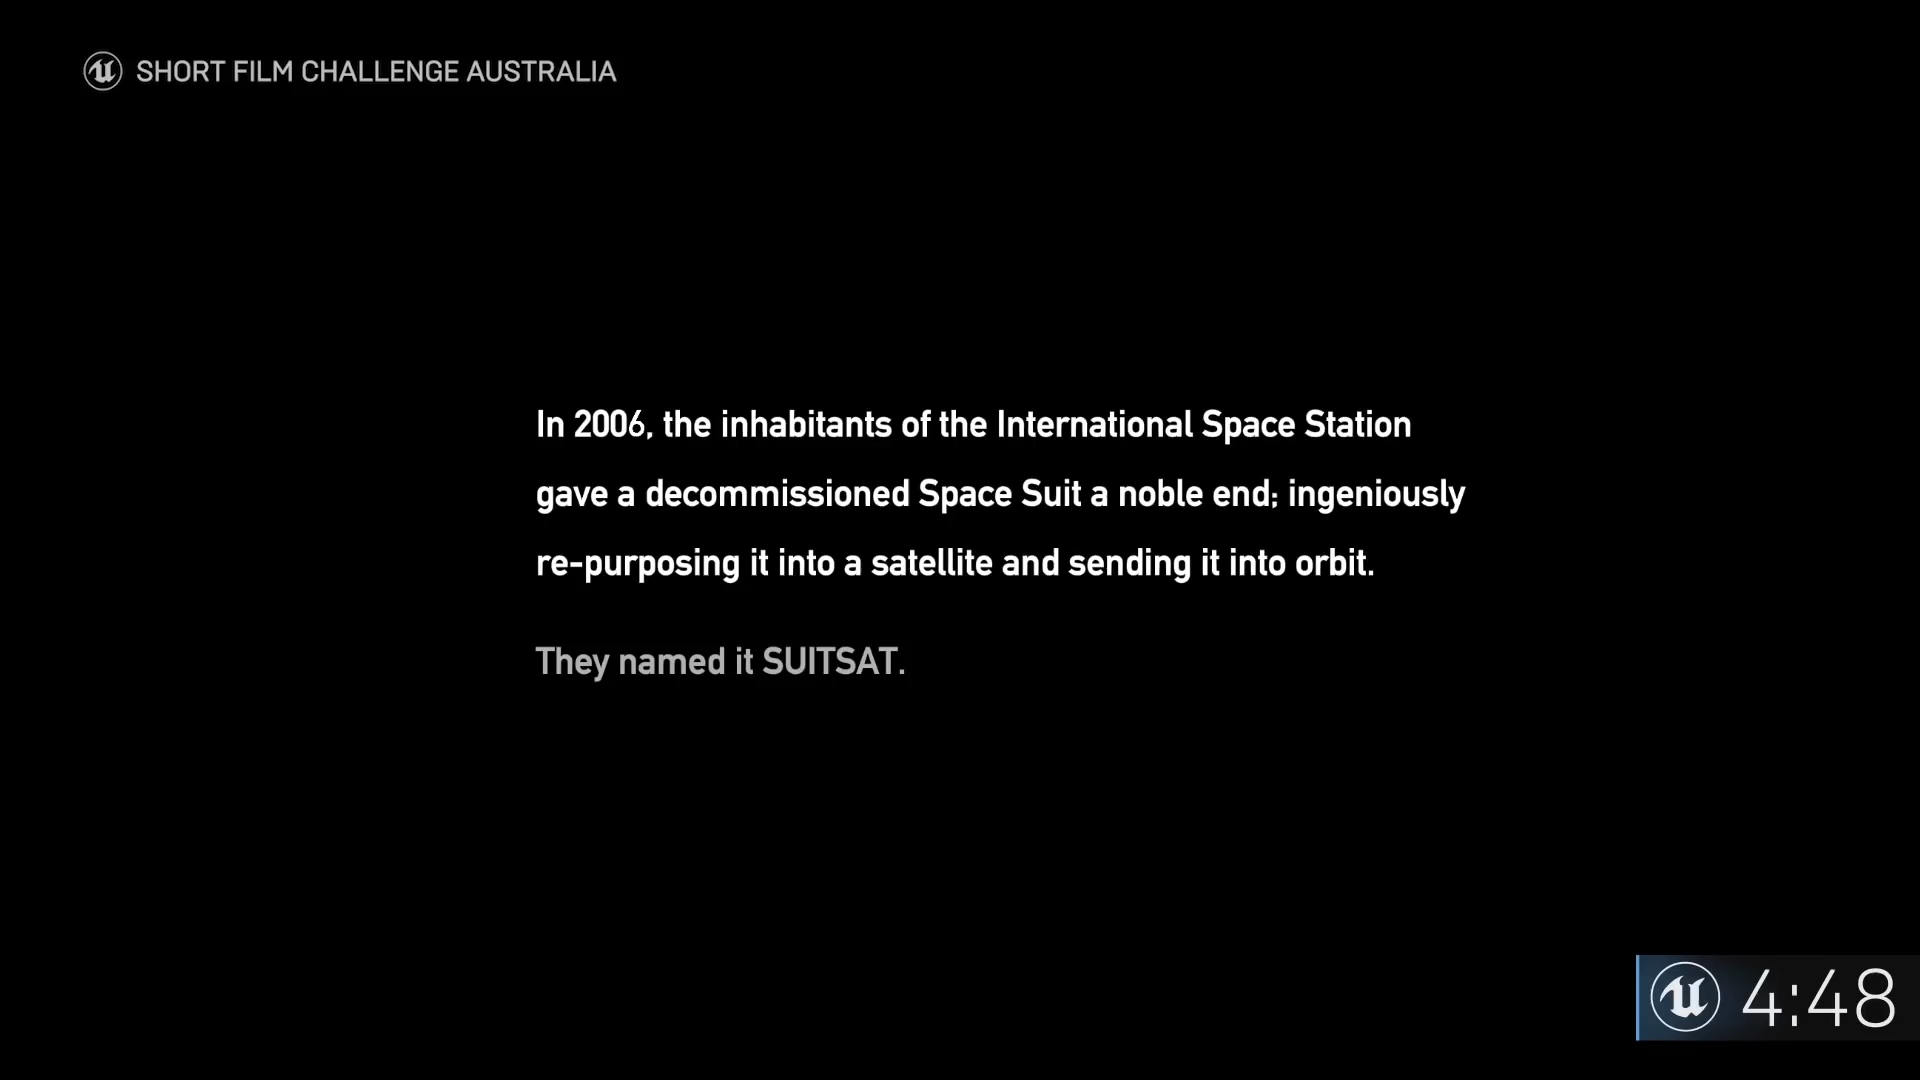 SHORT FILM CHALLENGE AUSTRALIA
In 2006, the inhabitants of the International Space Station
gave a decommissioned Space Suit a noble end; ingeniously
re-purposing it into a satellite and sending it into orbit.
They named it SUITSAT.
4:48